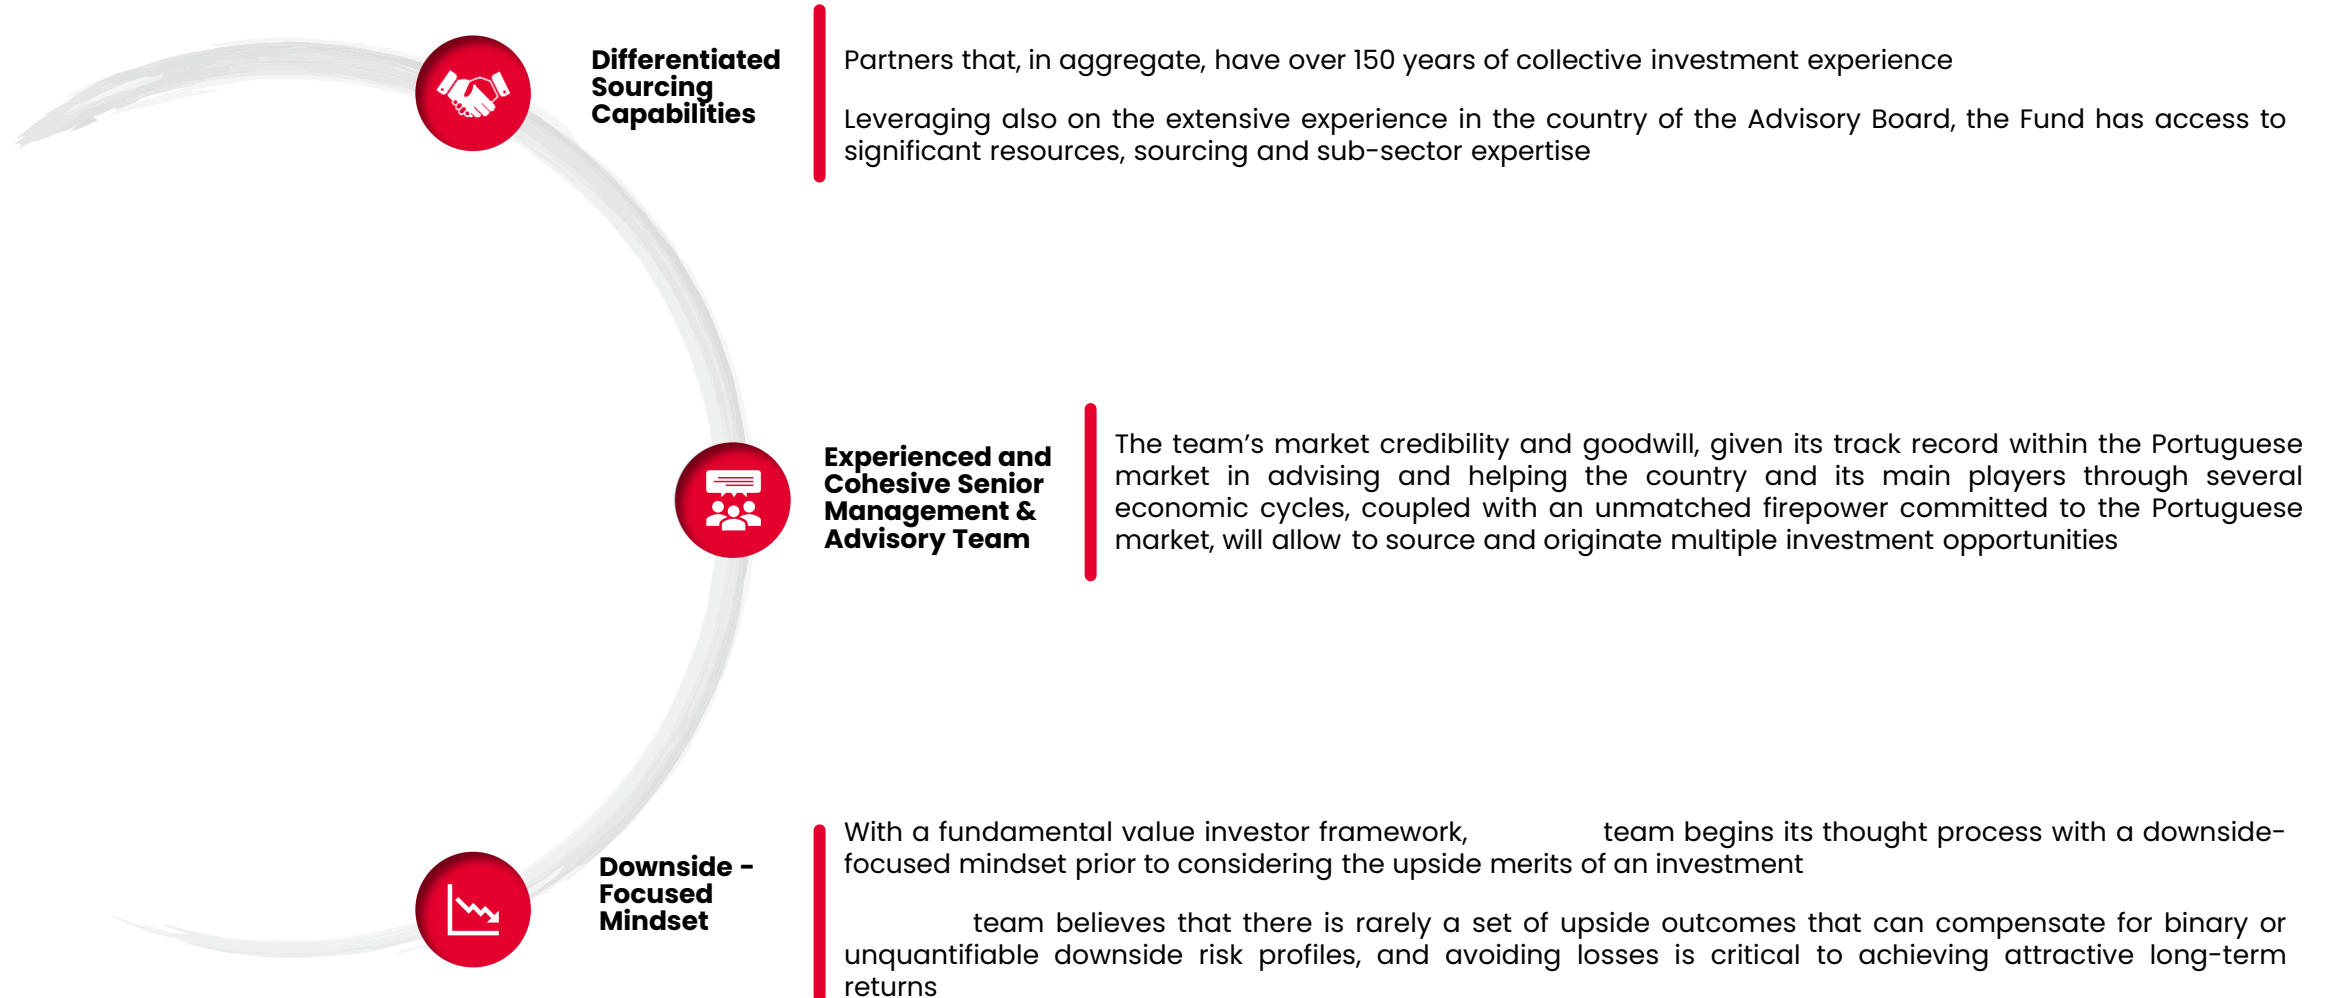 Differentiated
Sourcing
Capabilities
Partners that, in aggregate, have over 150 years of collective investment experience
Leveraging also on the extensive experience in the country of the Advisory Board, the Fund has access to
significant resources, sourcing and sub-sector expertise
Experienced and
Cohesive Senior
Management &
Advisory Team
The team’s market credibility and goodwill, given its track record within the Portuguese
market in advising and helping the country and its main players through several
economic cycles, coupled with an unmatched firepower committed to the Portuguese
market, will allow to source and originate multiple investment opportunities
Downside -
Focused
Mindset
With a fundamental value investor framework, team begins its thought process with a downside-
focused mindset prior to considering the upside merits of an investment
team believes that there is rarely a set of upside outcomes that can compensate for binary or
unquantifiable downside risk profiles, and avoiding losses is critical to achieving attractive long-term
returns